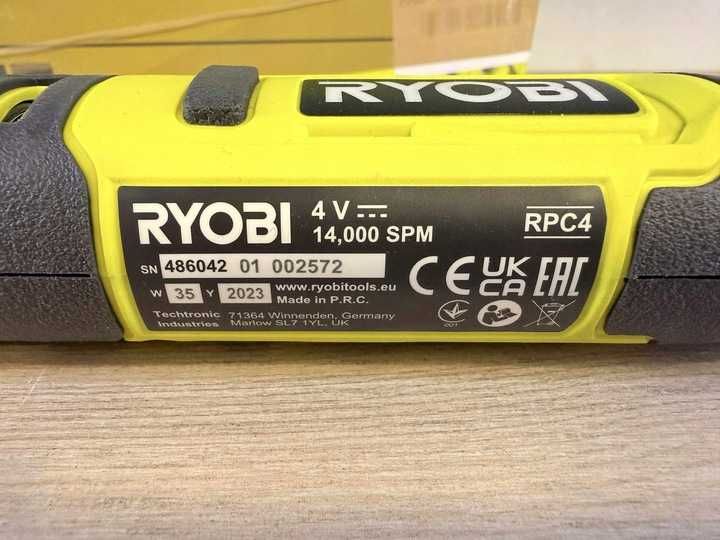 RYOBI
RYOBI 4 V
14,000 SPM
RPC4
SN 486042 01 002572
W 35 Y 2023
www.ryobitools.eu
Made in P.R.C.
CE UK CA EAC
Techtronic Industries
71364 Winnenden, Germany
Marlow SL7 1YL, UK
001